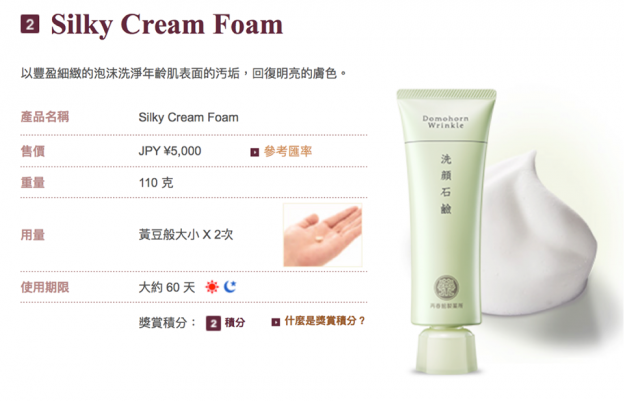 2 Silky Cream Foam
以豐盈細緻的泡沫洗淨年齡肌表面的污垢，回復明亮的膚色。
產品名稱 Silky Cream Foam
售價 JPY ¥5,000 參考匯率
重量 110 克
用量 黃豆般大小 X 2次
使用期限 大約 60 天
獎賞積分： 2 積分 什麼是獎賞積分？
Domohorn
Wrinkle
洗顏石鹼
再春館製藥所